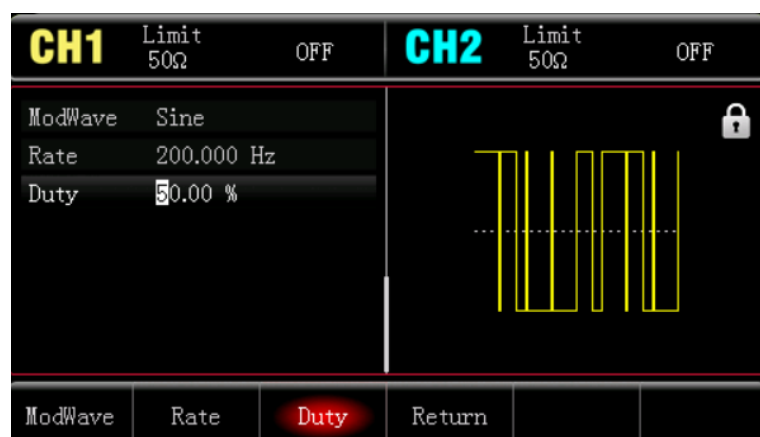 CH1 Limit 50Ω OFF CH2 Limit 50Ω OFF
ModWave Sine
Rate 200.000 Hz
Duty 50.00 %
ModWave Rate Duty Return